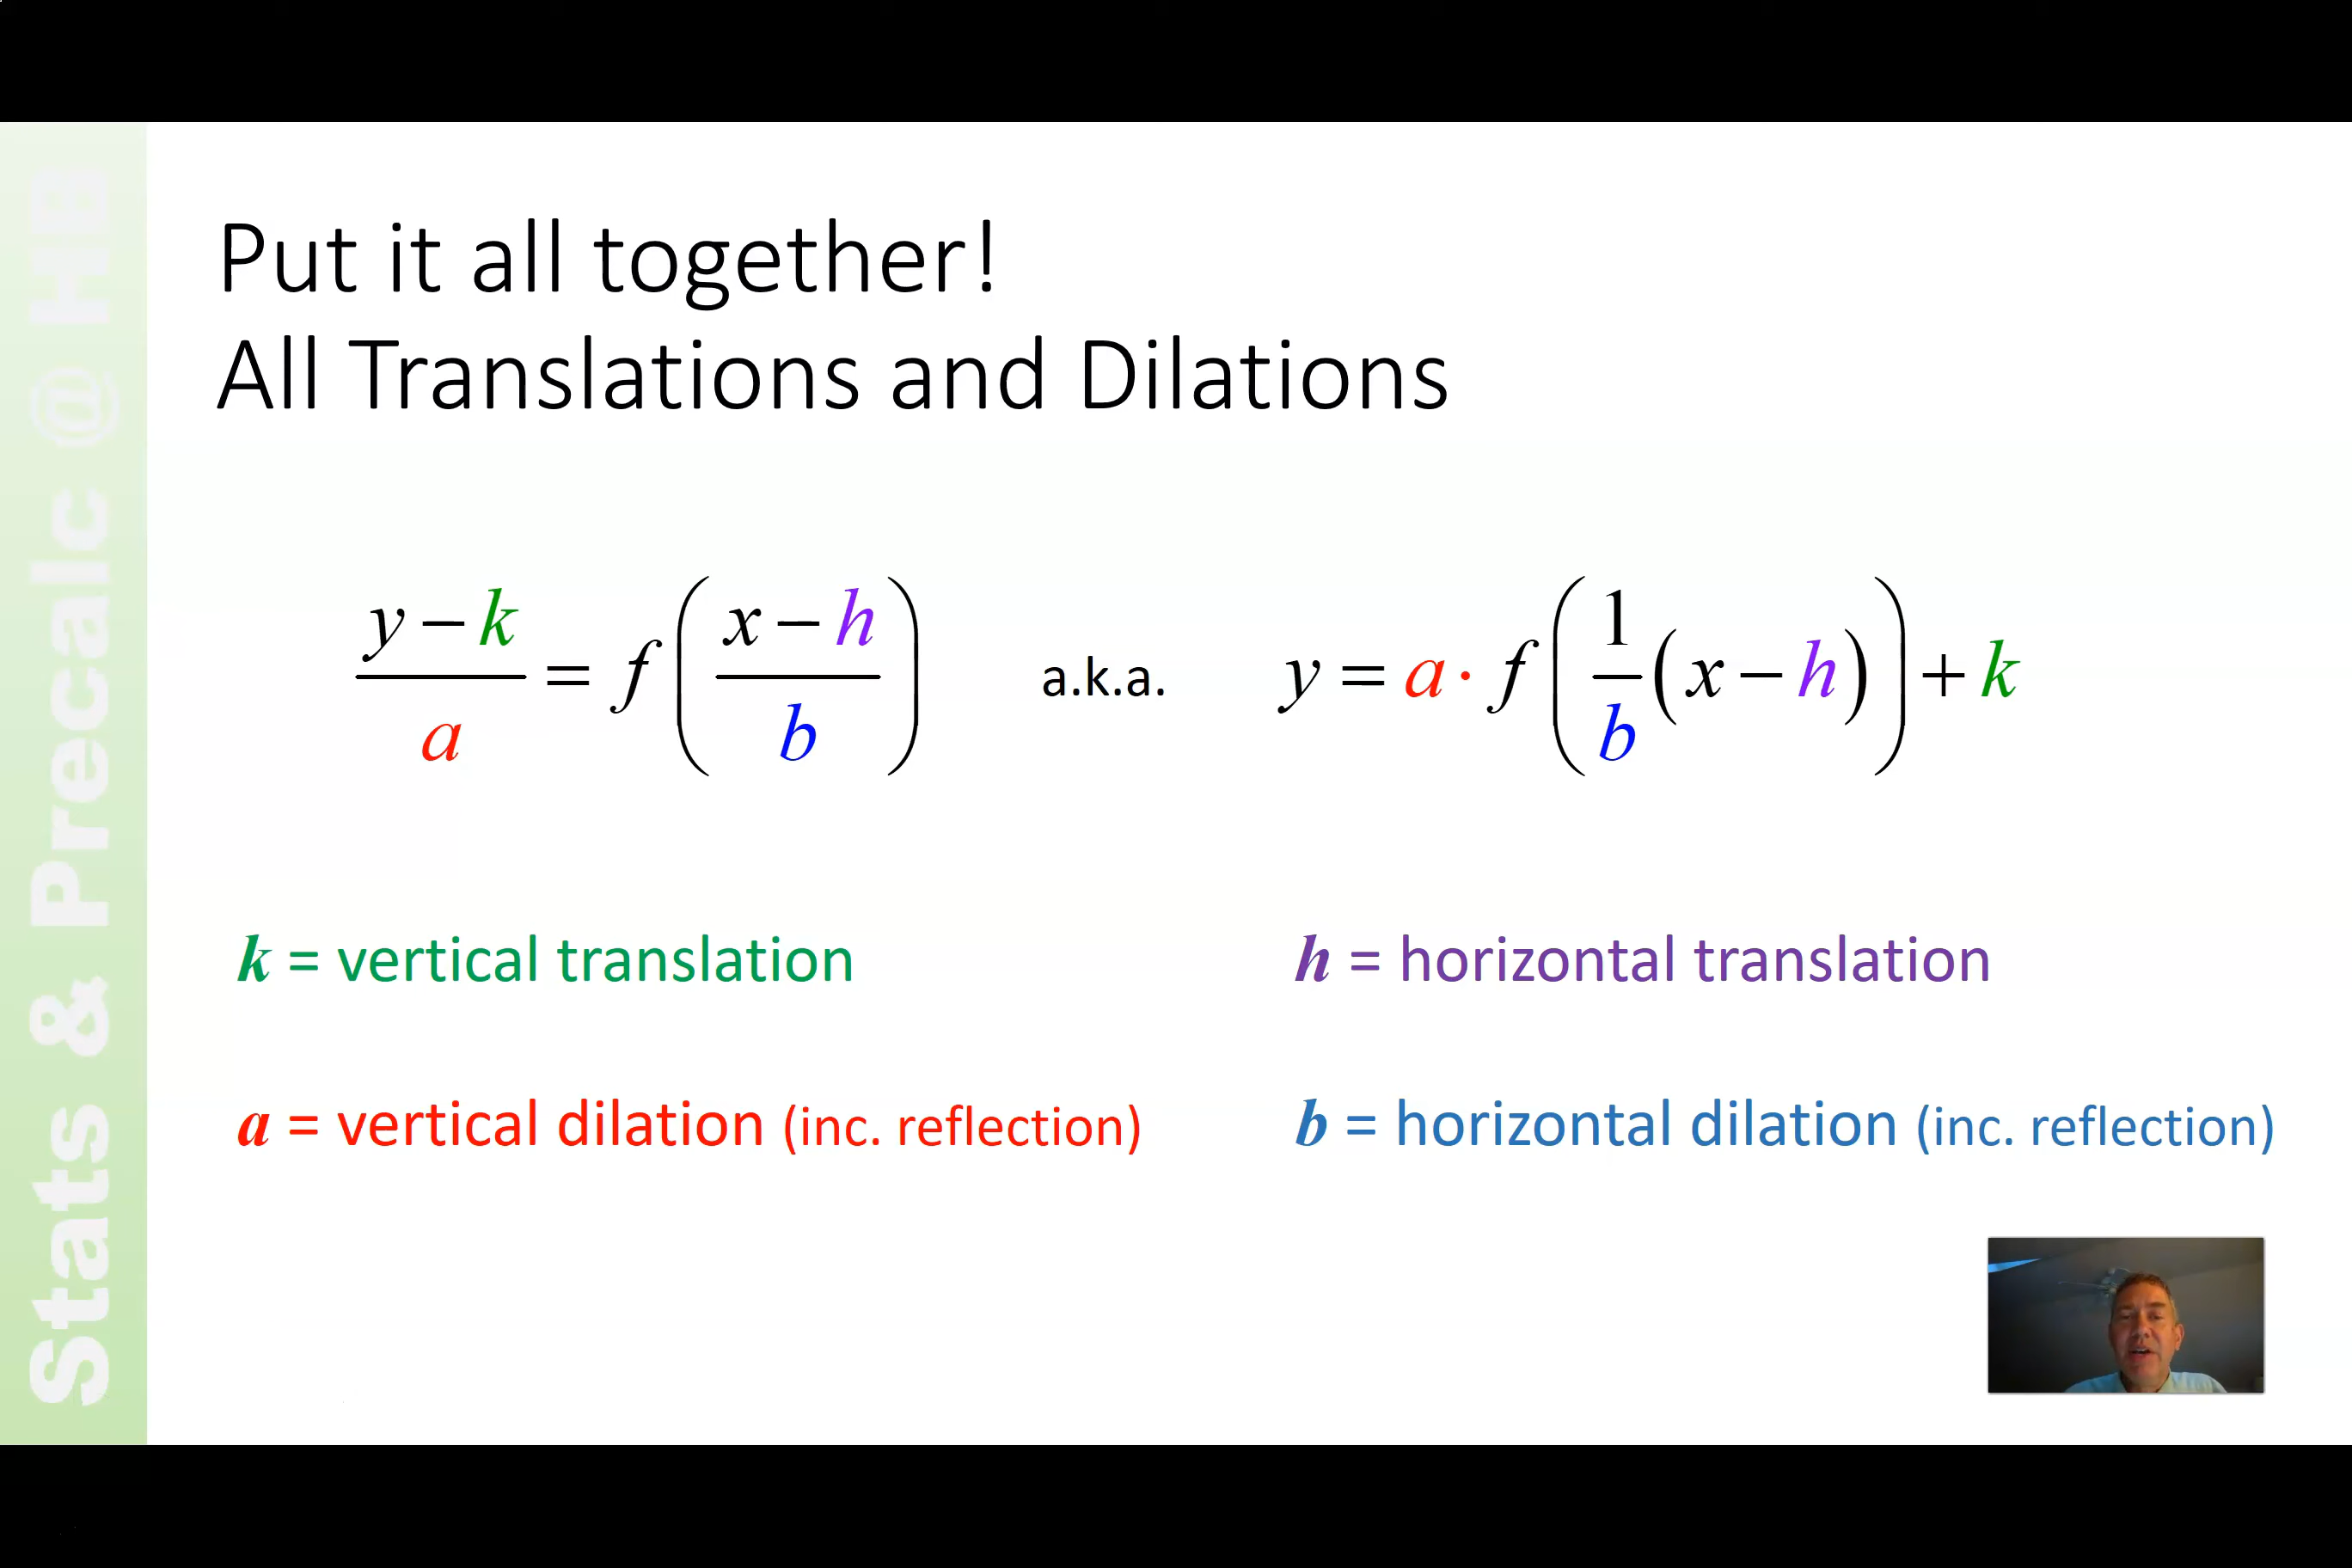 Stats & Precalc @ HB
Put it all together!
All Translations and Dilations
(y − k)/a = f((x − h)/b) a.k.a. y = a · f(1/b (x − h)) + k
k = vertical translation
h = horizontal translation
a = vertical dilation (inc. reflection)
b = horizontal dilation (inc. reflection)